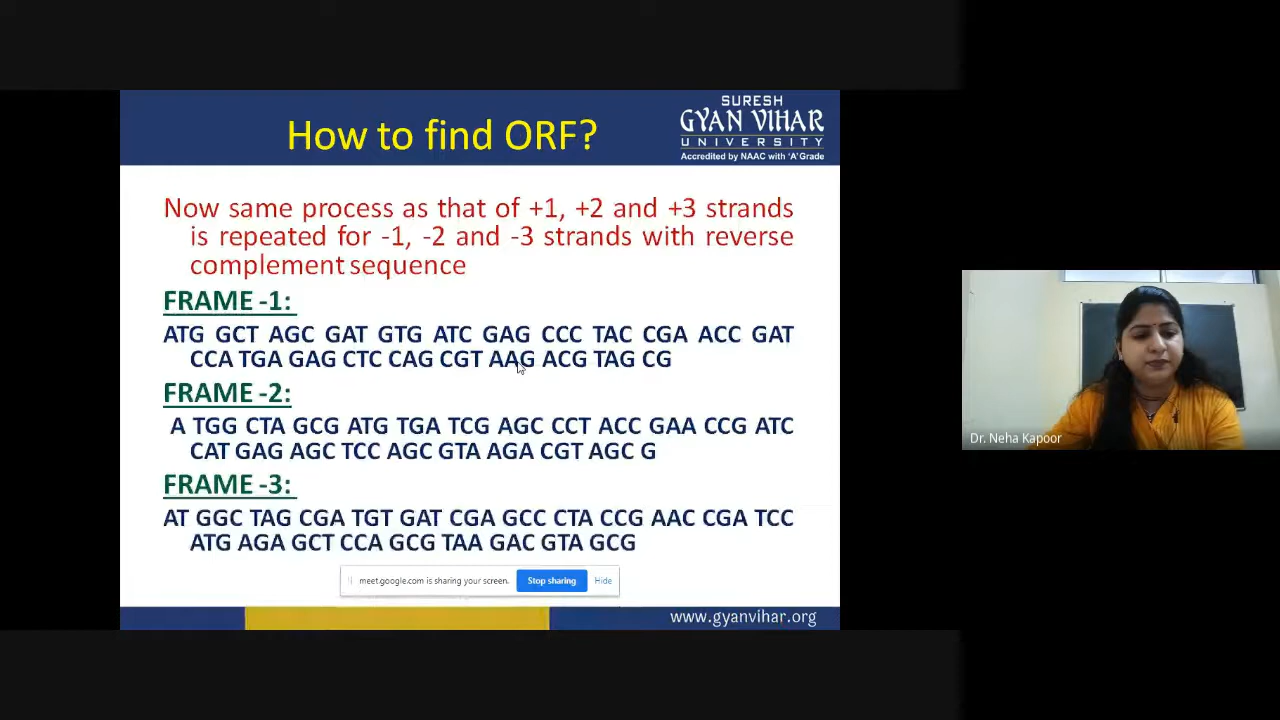 How to find ORF?
SURESH
GYAN VIHAR
UNIVERSITY
Accredited by NAAC with 'A' Grade
Now same process as that of +1, +2 and +3 strands
is repeated for -1, -2 and -3 strands with reverse
complement sequence
FRAME -1:
ATG GCT AGC GAT GTG ATC GAG CCC TAC CGA ACC GAT
CCA TGA GAG CTC CAG CGT AAG ACG TAG CG
FRAME -2:
A TGG CTA GCG ATG TGA TCG AGC CCT ACC GAA CCG ATC
CAT GAG AGC TCC AGC GTA AGA CGT AGC G
FRAME -3:
AT GGC TAG CGA TGT GAT CGA GCC CTA CCG AAC CGA TCC
ATG AGA GCT CCA GCG TAA GAC GTA GCG
meet.google.com is sharing your screen.
Stop sharing
Hide
www.gyanvihar.org
Dr. Neha Kapoor